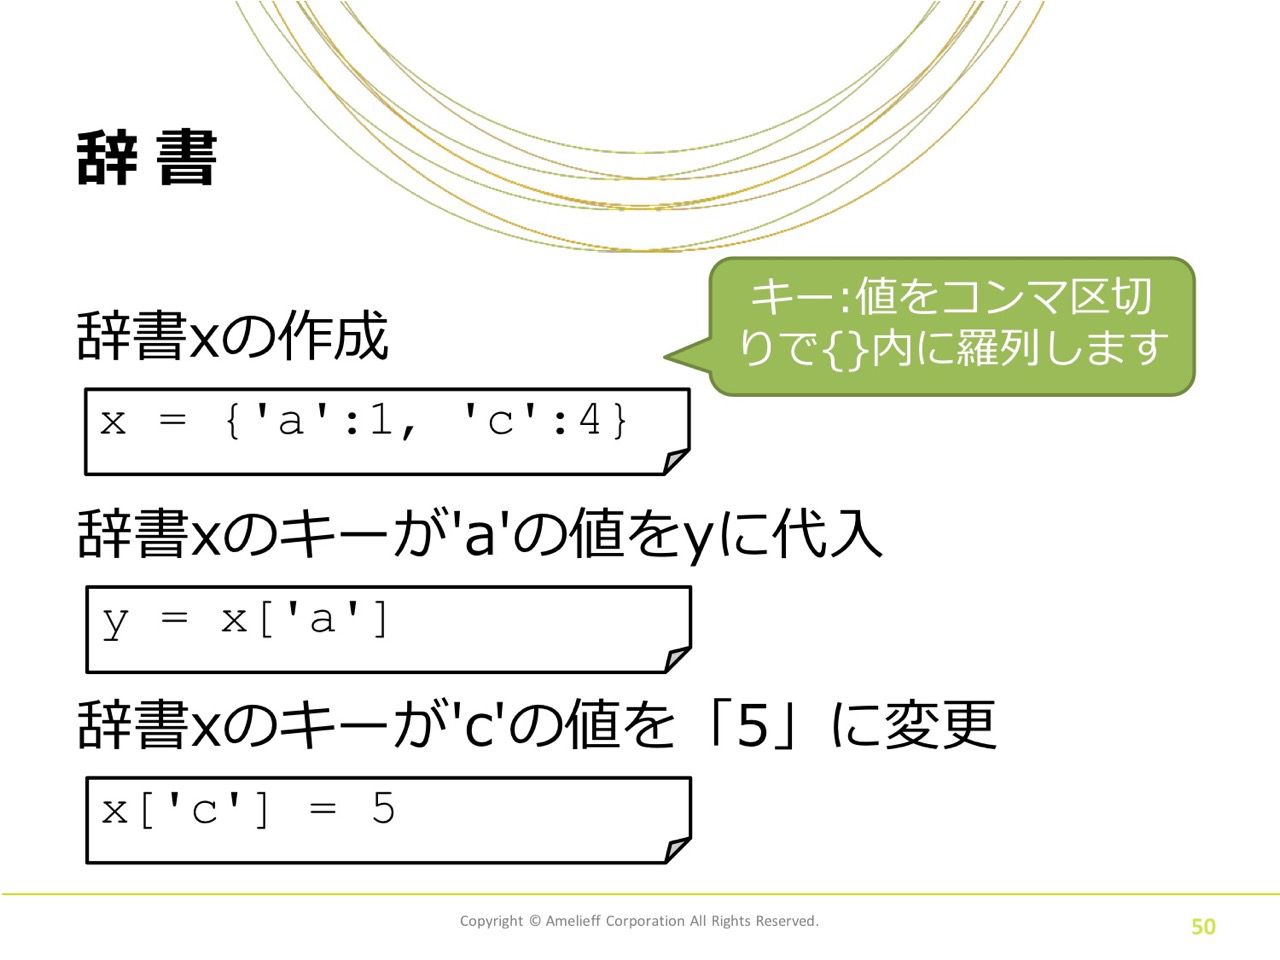 辞書
キー:値をコンマ区切
りで{}内に羅列します
辞書xの作成
x = {'a':1, 'c':4}
辞書xのキーが'a'の値をyに代入
y = x['a']
辞書xのキーが'c'の値を「5」に変更
x['c'] = 5
Copyright © Amelieff Corporation All Rights Reserved.
50